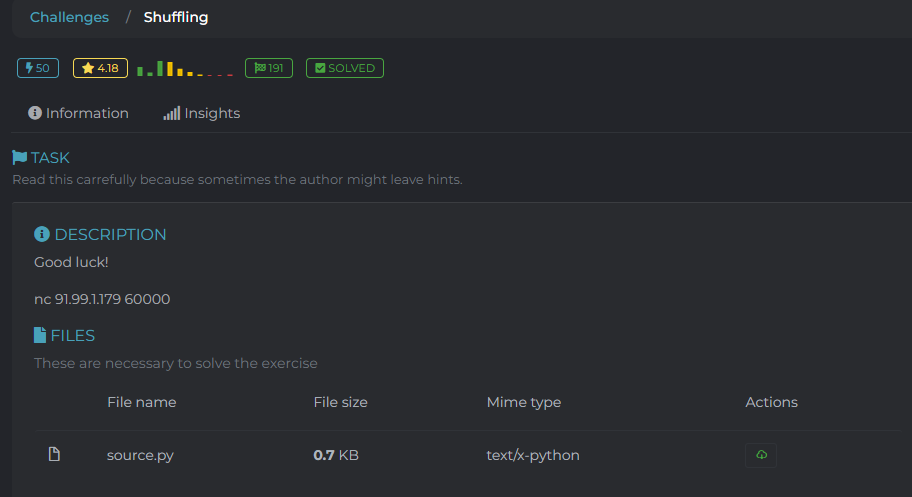 Challenges / Shuffling
50 4.18 191 SOLVED
Information Insights
TASK
Read this carrefully because sometimes the author might leave hints.
DESCRIPTION
Good luck!
nc 91.99.1.179 60000
FILES
These are necessary to solve the exercise
File name File size Mime type Actions
source.py 0.7 KB text/x-python